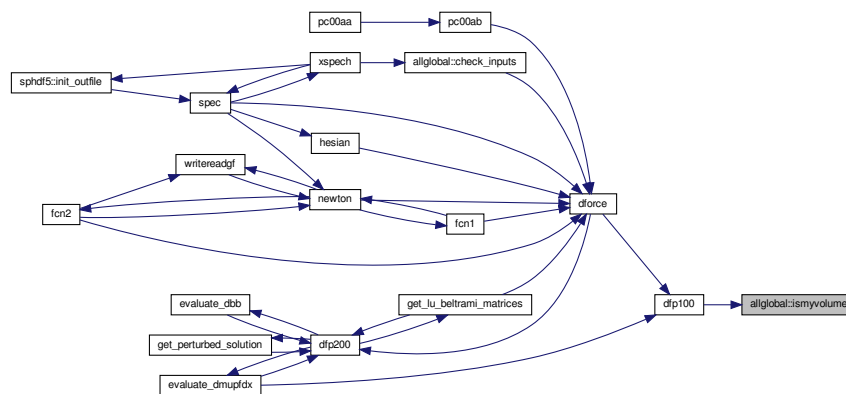 pc00aa
pc00ab
xspech
allglobal::check_inputs
sphdf5::init_outfile
spec
hesian
writereadgf
newton
dforce
fcn2
fcn1
evaluate_dbb
get_lu_beltrami_matrices
dfp100
allglobal::ismyvolume
get_perturbed_solution
dfp200
evaluate_dmupfdx